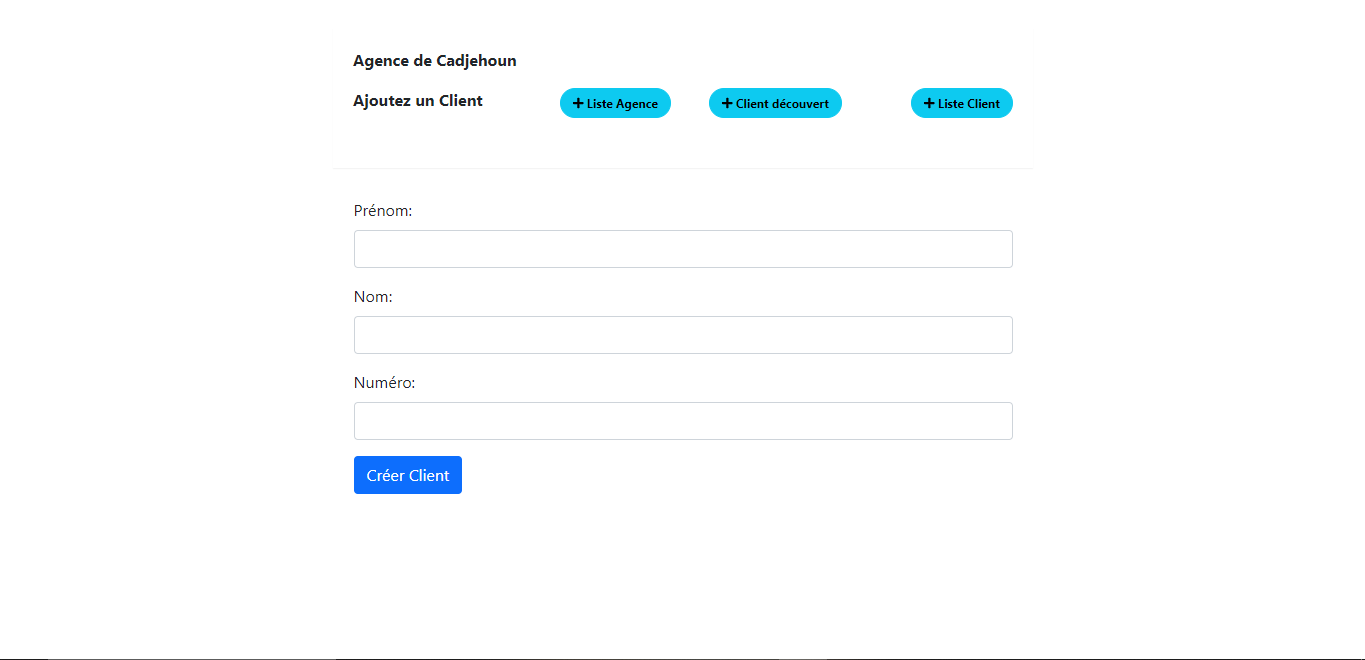 Agence de Cadjehoun
Ajoutez un Client
+ Liste Agence
+ Client découvert
+ Liste Client
Prénom:
Nom:
Numéro:
Créer Client